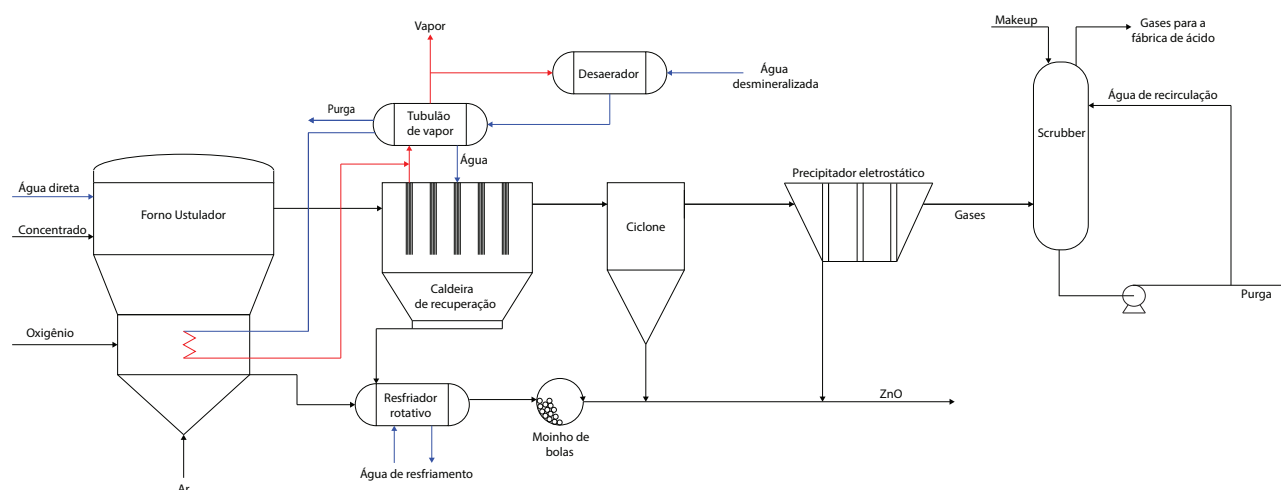 Vapor
Makeup
Gases para a
fábrica de ácido
Desaerador
Água
desmineralizada
Purga
Tubulão
de vapor
Água de recirculação
Scrubber
Água
Precipitador eletrostático
Água direta
Forno Ustulador
Concentrado
Ciclone
Gases
Caldeira
de recuperação
Purga
Oxigênio
Resfriador
rotativo
ZnO
Moinho de
bolas
Água de resfriamento
Ar